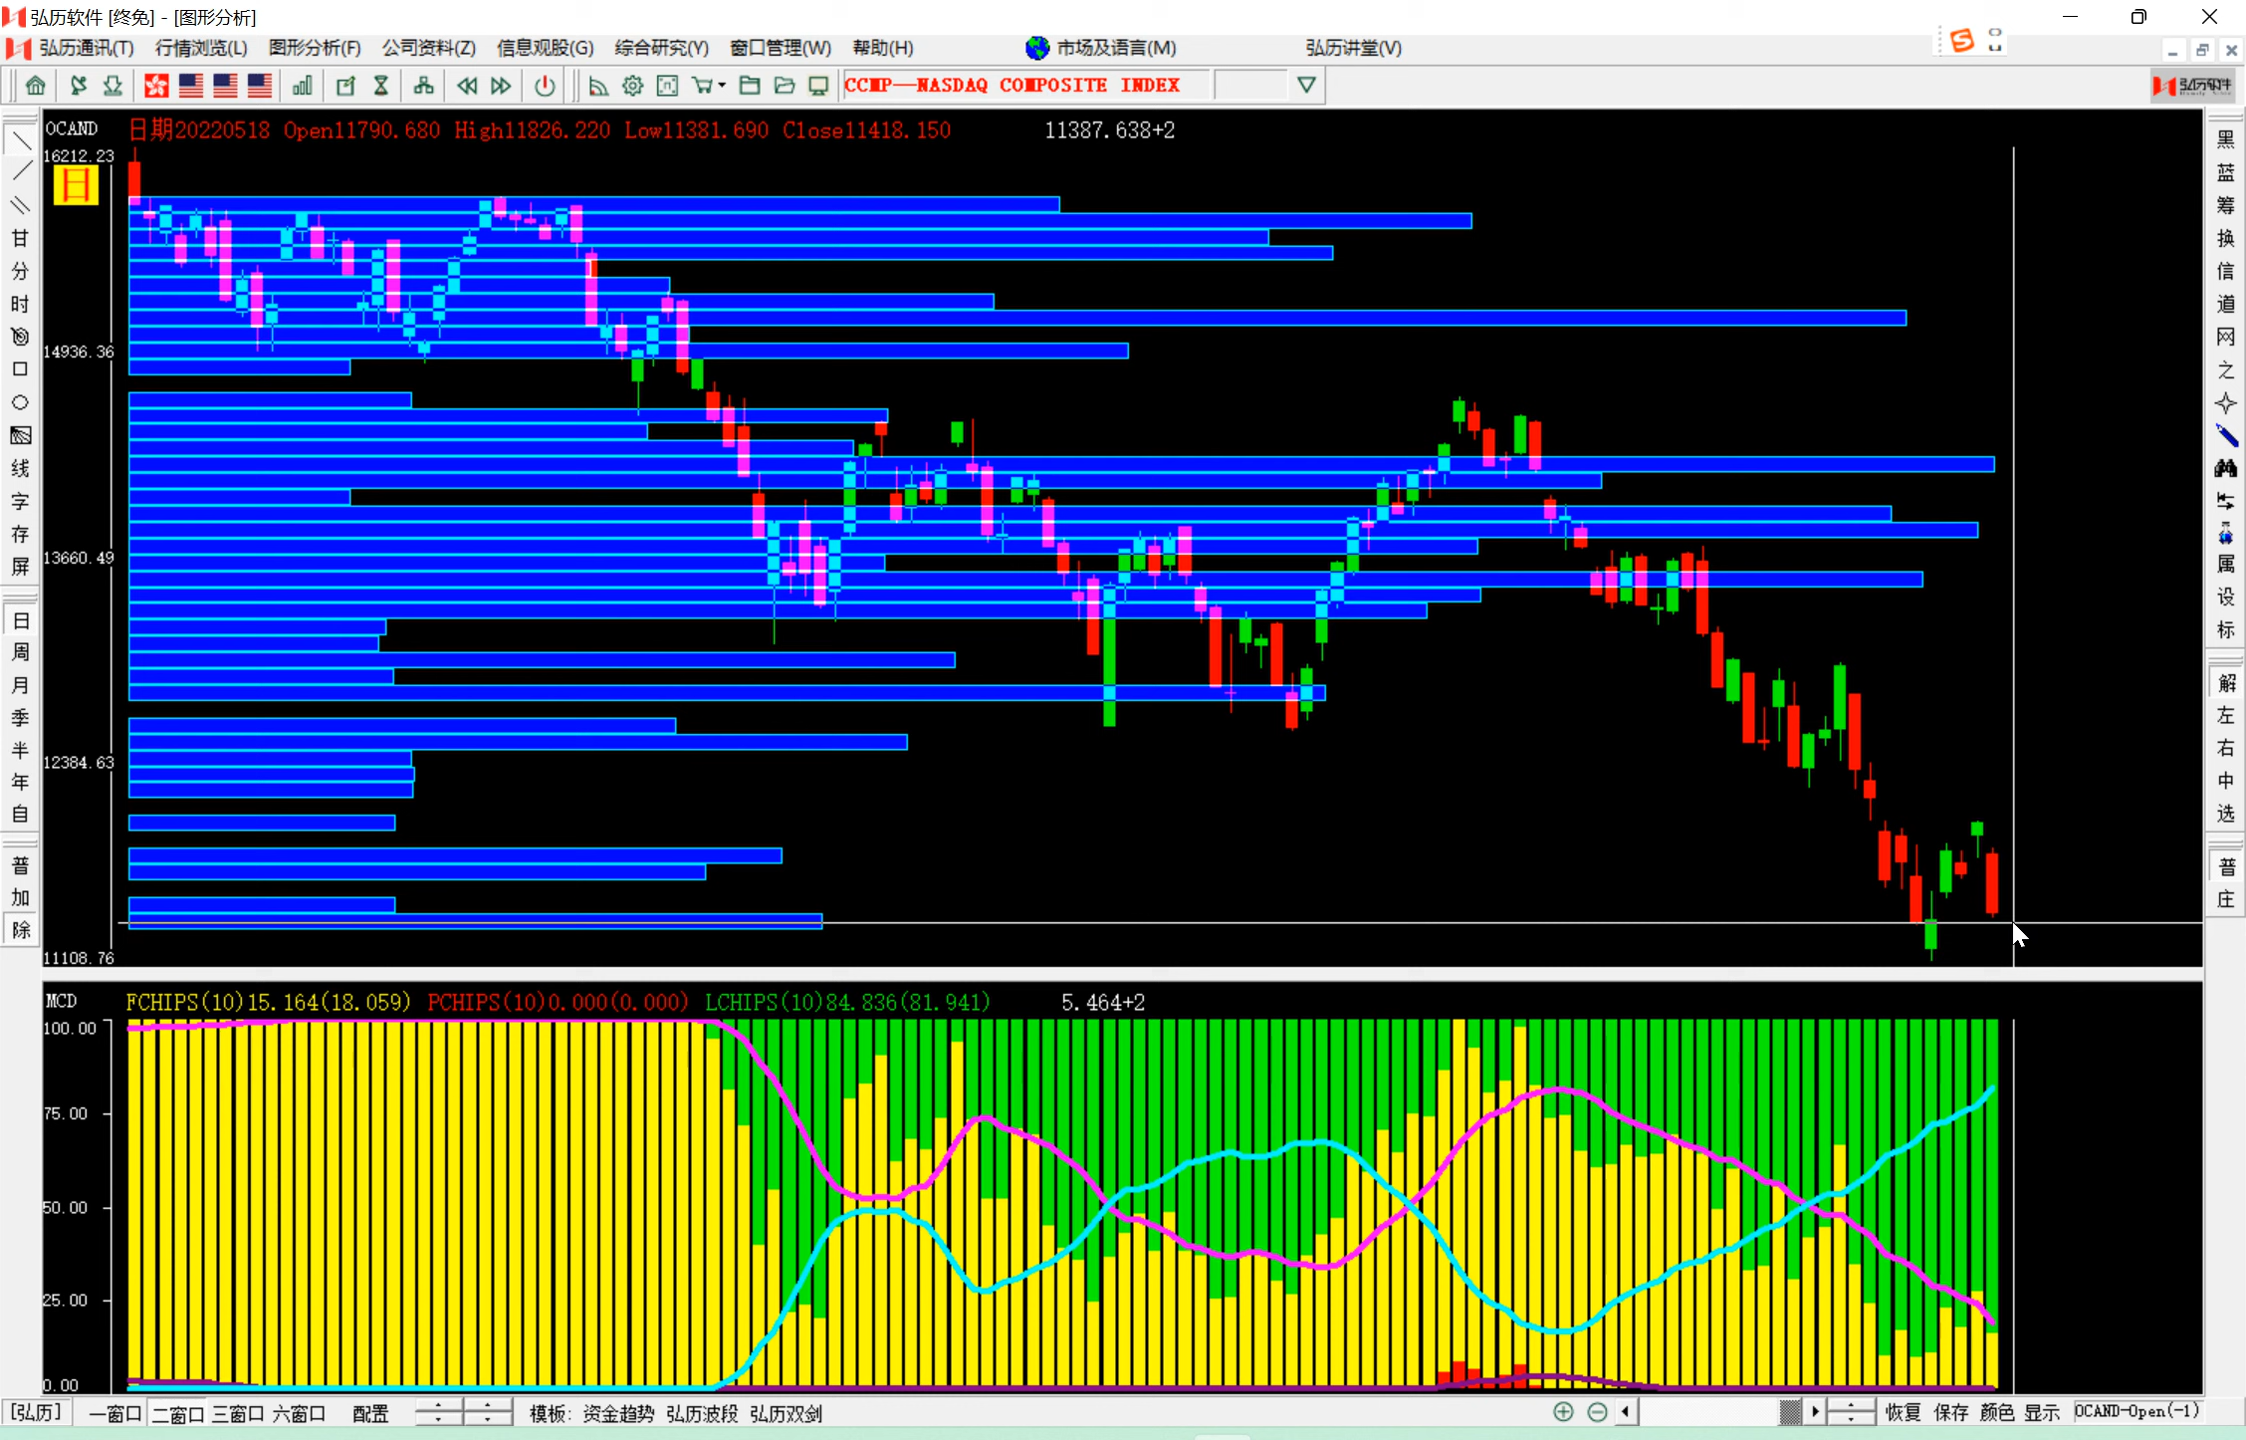 弘历软件 [终免] - [图形分析]
弘历通讯(T) 行情浏览(L) 图形分析(F) 公司资料(Z) 信息观股(G) 综合研究(Y) 窗口管理(W) 帮助(H) 市场及语言(M) 弘历讲堂(V)
CCMP——NASDAQ COMPOSITE INDEX
弘历软件
OCAND 日期20220518 Open11790.680 High11826.220 Low11381.690 Close11418.150 11387.638+2
16212.23
日
14936.36
13660.49
12384.63
11108.76
甘
分
时
线
字
存
屏
日
周
月
季
半
年
自
普
加
除
黑
蓝
筹
换
信
道
网
之
属
设
标
解
左
右
中
选
普
庄
MCD FCHIPS(10)15.164(18.059) PCHIPS(10)0.000(0.000) LCHIPS(10)84.836(81.941) 5.464+2
100.00
75.00
50.00
25.00
0.00
[弘历] 一窗口 二窗口 三窗口 六窗口 配置 模板: 资金趋势 弘历波段 弘历双剑 恢复 保存 颜色 显示 OCAND-Open(-1)